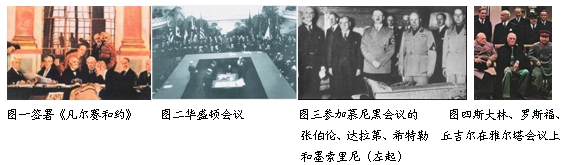 图一签署《凡尔赛和约》 图二华盛顿会议 图三参加慕尼黑会议的 图四斯大林、罗斯福、
张伯伦、达拉第、希特勒 丘吉尔在雅尔塔会议上
和墨索里尼（左起）